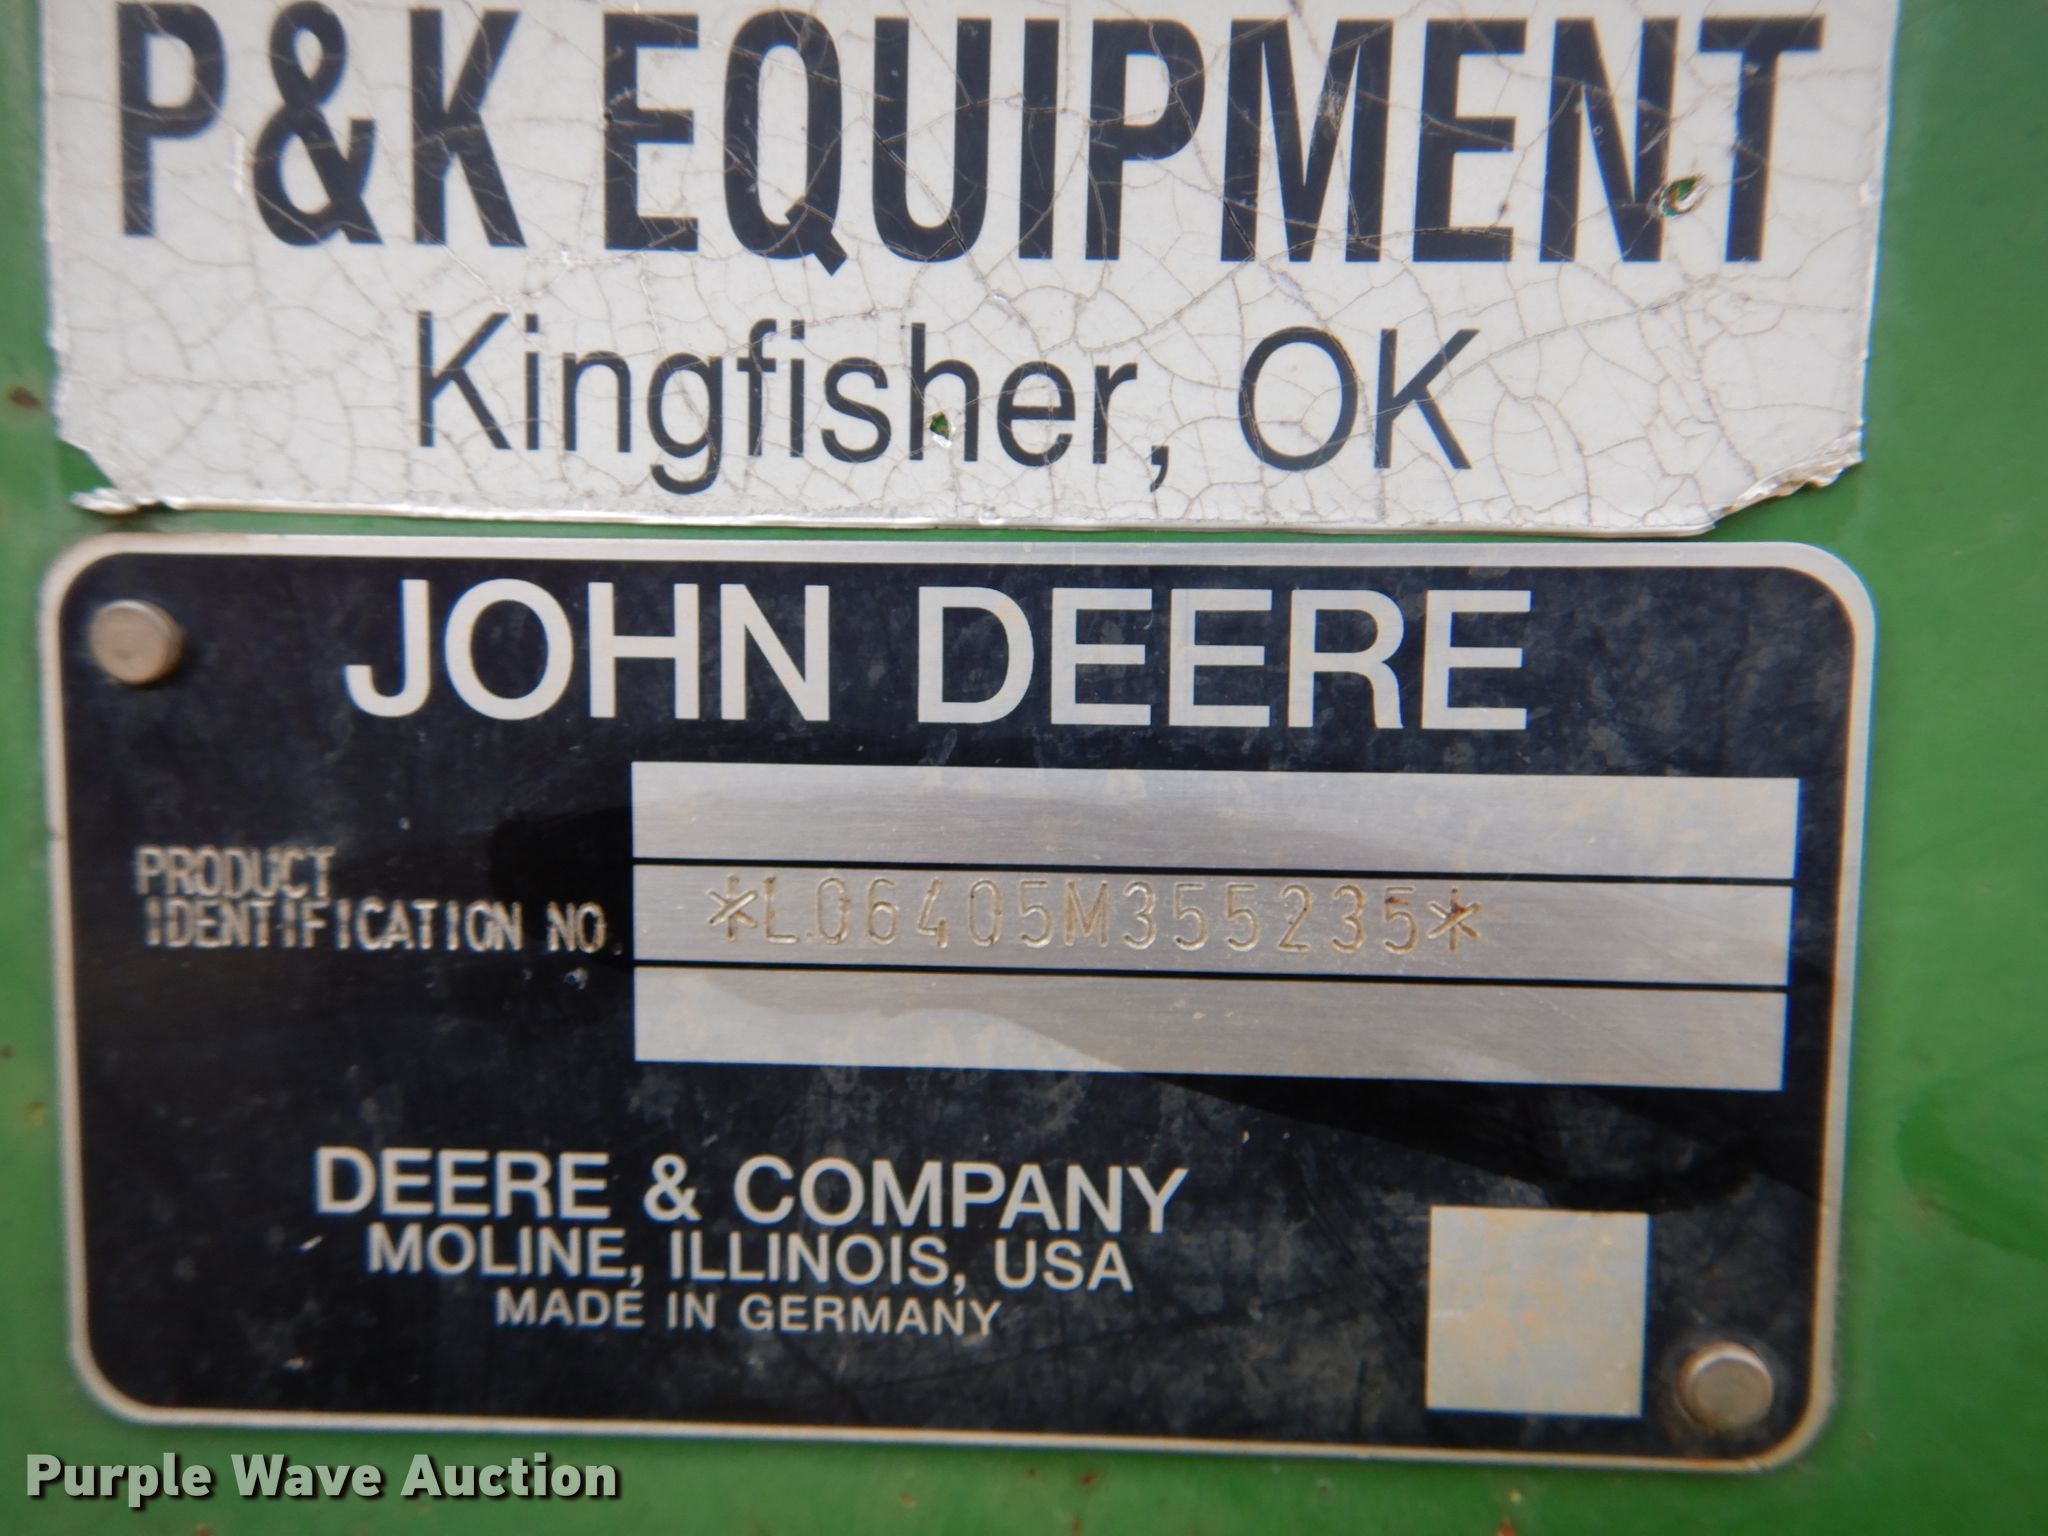 P&K EQUIPMENT
Kingfisher, OK
JOHN DEERE
PRODUCT
IDENTIFICATION NO.
*L06405M355235*
DEERE & COMPANY
MOLINE, ILLINOIS, USA
MADE IN GERMANY
Purple Wave Auction